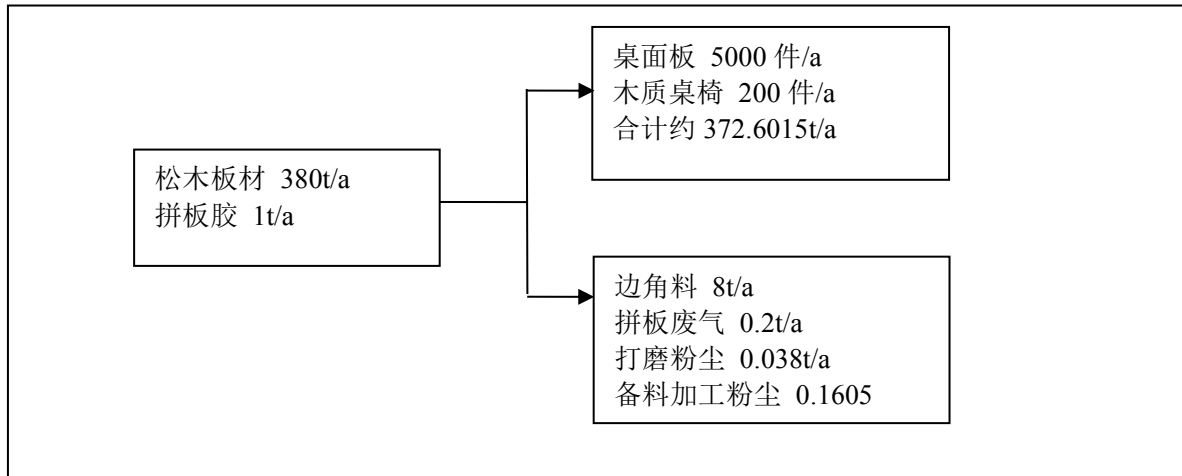 桌面板 5000 件/a
木质桌椅 200 件/a
合计约 372.6015t/a
松木板材 380t/a
拼板胶 1t/a
边角料 8t/a
拼板废气 0.2t/a
打磨粉尘 0.038t/a
备料加工粉尘 0.1605